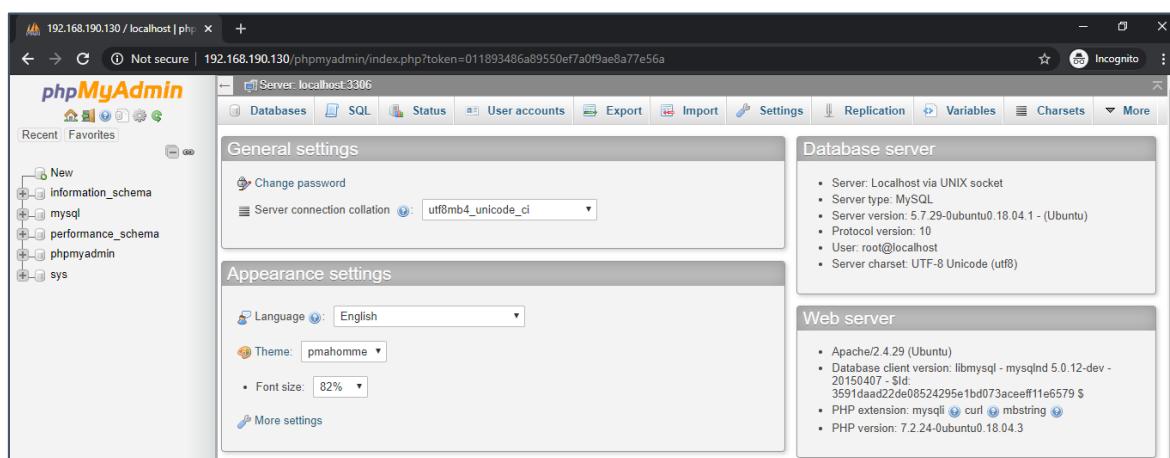 192.168.190.130 / localhost | php
Not secure | 192.168.190.130/phpmyadmin/index.php?token=011893486a89550ef7a0f9ae8a77e56a
Incognito
phpMyAdmin
Recent Favorites
New
information_schema
mysql
performance_schema
phpmyadmin
sys
Server: localhost:3306
Databases SQL Status User accounts Export Import Settings Replication Variables Charsets More
General settings
Change password
Server connection collation : utf8mb4_unicode_ci
Appearance settings
Language : English
Theme: pmahomme
• Font size: 82%
More settings
Database server
• Server: Localhost via UNIX socket
• Server type: MySQL
• Server version: 5.7.29-0ubuntu0.18.04.1 - (Ubuntu)
• Protocol version: 10
• User: root@localhost
• Server charset: UTF-8 Unicode (utf8)
Web server
• Apache/2.4.29 (Ubuntu)
• Database client version: libmysql - mysqlnd 5.0.12-dev -
20150407 - $Id:
3591daad22de08524295e1bd073aceeff11e6579 $
• PHP extension: mysqli curl mbstring
• PHP version: 7.2.24-0ubuntu0.18.04.3